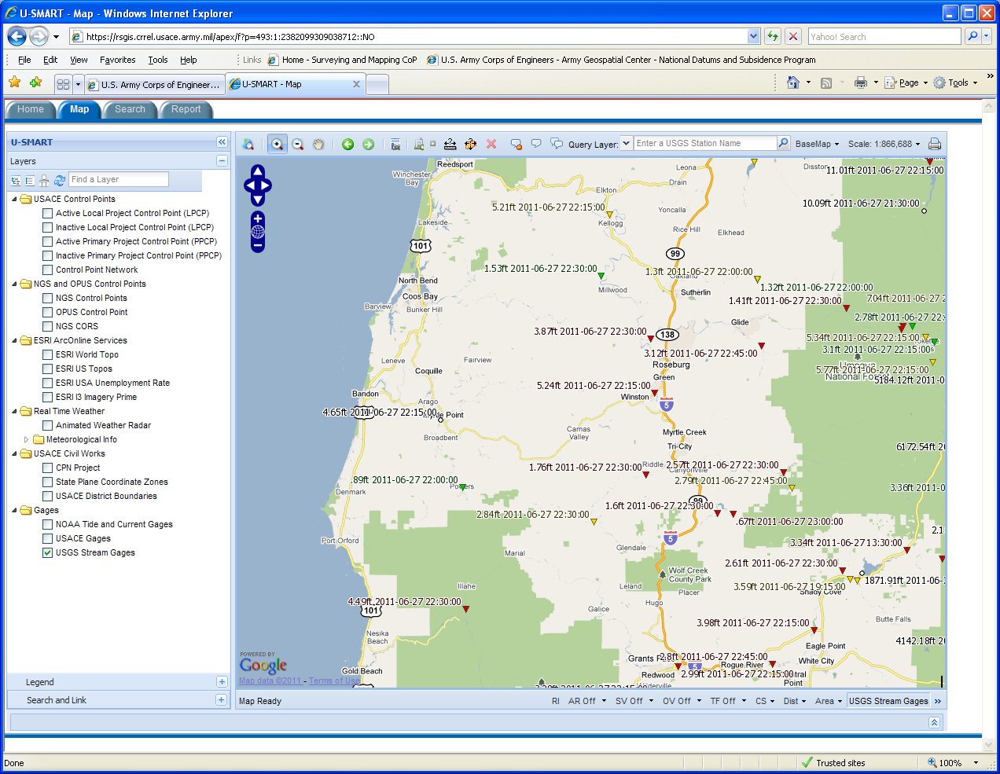 U-SMART - Map - Windows Internet Explorer
https://rsgis.crrel.usace.army.mil/apex/f?p=493:1:2382099309038712::NO
Yahoo! Search
File Edit View Favorites Tools Help
Links Home - Surveying and Mapping CoP U.S. Army Corps of Engineers - Army Geospatial Center - National Datums and Subsidence Program
U.S. Army Corps of Engineer... U-SMART - Map
Page Tools
Home Map Search Report
U-SMART
Query Layer: Enter a USGS Station Name BaseMap Scale: 1:866,688
Layers
Find a Layer
USACE Control Points
Active Local Project Control Point (LPCP)
Inactive Local Project Control Point (LPCP)
Active Primary Project Control Point (PPCP)
Inactive Primary Project Control Point (PPCP)
Control Point Network
NGS and OPUS Control Points
NGS Control Points
OPUS Control Point
NGS CORS
ESRI ArcOnline Services
ESRI World Topo
ESRI US Topos
ESRI USA Unemployment Rate
ESRI I3 Imagery Prime
Real Time Weather
Animated Weather Radar
Meteorological Info
USACE Civil Works
CPN Project
State Plane Coordinate Zones
USACE District Boundaries
Gages
NOAA Tide and Current Gages
USACE Gages
USGS Stream Gages
Legend
Search and Link
Reedsport
Winchester Bay
Leona
Drain
Disston
11.01ft 2011-06-27 22:15:00
Elkton
5.21ft 2011-06-27 22:15:00
Yoncalla
10.09ft 2011-06-27 21:30:00
Lakeside
Kellogg
Rice Hill
Elkhead
101
99
1.53ft 2011-06-27 22:30:00
1.3ft 2011-06-27 22:00:00
Oakland
North Bend
Millwood
Sutherlin
1.32ft 2011-06-27 22:00:00
Coos Bay
1.41ft 2011-06-27 22:30:00
7.04ft 2011-06-27 2
Barview
Bunker Hill
Glide
2.78ft 2011-06-27 22:
3.87ft 2011-06-27 22:30:00
138
5.34ft 2011-06-27 22:15:00
3.12ft 2011-06-27 22:45:00
3.1ft 2011-06-27 22:15:00
Leneve
Fairview
Roseburg
Umpqua National Forest
5.77ft 2011-06-27 22:15:00
Coquille
Green
5184.12ft 2011-0
5.24ft 2011-06-27 22:15:00
Bandon
Winston
Arago
5
4.65ft 2011-06-27 22:15:00
Myrtle Point
Camas Valley
Myrtle Creek
Broadbent
Tri-City
6172.54ft 20
1.76ft 2011-06-27 22:30:00
Riddle
2.57ft 2011-06-27 22:30:00
Canyonville
.89ft 2011-06-27 22:00:00
2.79ft 2011-06-27 22:45:00
Powers
3.36ft 2011-0
Denmark
99
1.6ft 2011-06-27 22:30:00
2.84ft 2011-06-27 22:30:00
.67ft 2011-06-27 23:00:00
2.1
Port Orford
5
3.34ft 2011-06-27 13:30:00
Glendale
Marial
2.61ft 2011-06-27 22:30:00
Wolf Creek County Park
1871.91ft 2011-06-
Illahe
Leland
3.59ft 2011-06-27 19:15:00
Placer
Shady Cove
4.49ft 2011-06-27 22:30:00
Hugo
101
Galice
Butte Falls
3.98ft 2011-06-27 22:15:00
Nesika Beach
4142.18ft 20
Eagle Point
POWERED BY
Google
Grants P
2.8ft 2011-06-27 22:45:00
White City
Gold Beach
5
Rogue River
Redwood
2.99ft 2011-06-27 22:15:00
Central Point
Map data ©2011 - Terms of Use
Map Ready RI AR Off SV Off OV Off TF Off CS Dist Area USGS Stream Gages
Done Trusted sites 100%